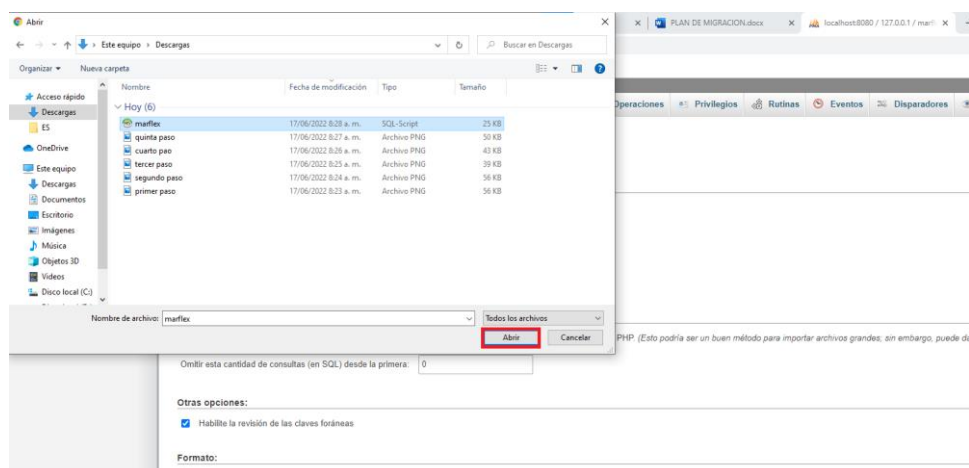 Abrir
PLAN DE MIGRACION.docx
localhost:8080 / 127.0.0.1 / marf
Este equipo
Descargas
Buscar en Descargas
Organizar
Nueva carpeta
Nombre
Fecha de modificación
Tipo
Tamaño
Acceso rápido
Descargas
ES
OneDrive
Este equipo
Descargas
Documentos
Escritorio
Imágenes
Música
Objetos 3D
Videos
Disco local (C:)
Hoy (6)
marflex 17/06/2022 8:28 a. m. SQL-Script 25 KB
quinta paso 17/06/2022 8:27 a. m. Archivo PNG 50 KB
cuarto pao 17/06/2022 8:26 a. m. Archivo PNG 43 KB
tercer paso 17/06/2022 8:25 a. m. Archivo PNG 39 KB
segundo paso 17/06/2022 8:24 a. m. Archivo PNG 56 KB
primer paso 17/06/2022 8:23 a. m. Archivo PNG 56 KB
Operaciones Privilegios Rutinas Eventos Disparadores
Nombre de archivo: marflex
Todos los archivos
Abrir
Cancelar
PHP. (Esto podría ser un buen método para importar archivos grandes; sin embargo, puede da
Omitir esta cantidad de consultas (en SQL) desde la primera: 0
Otras opciones:
Habilite la revisión de las claves foráneas
Formato: